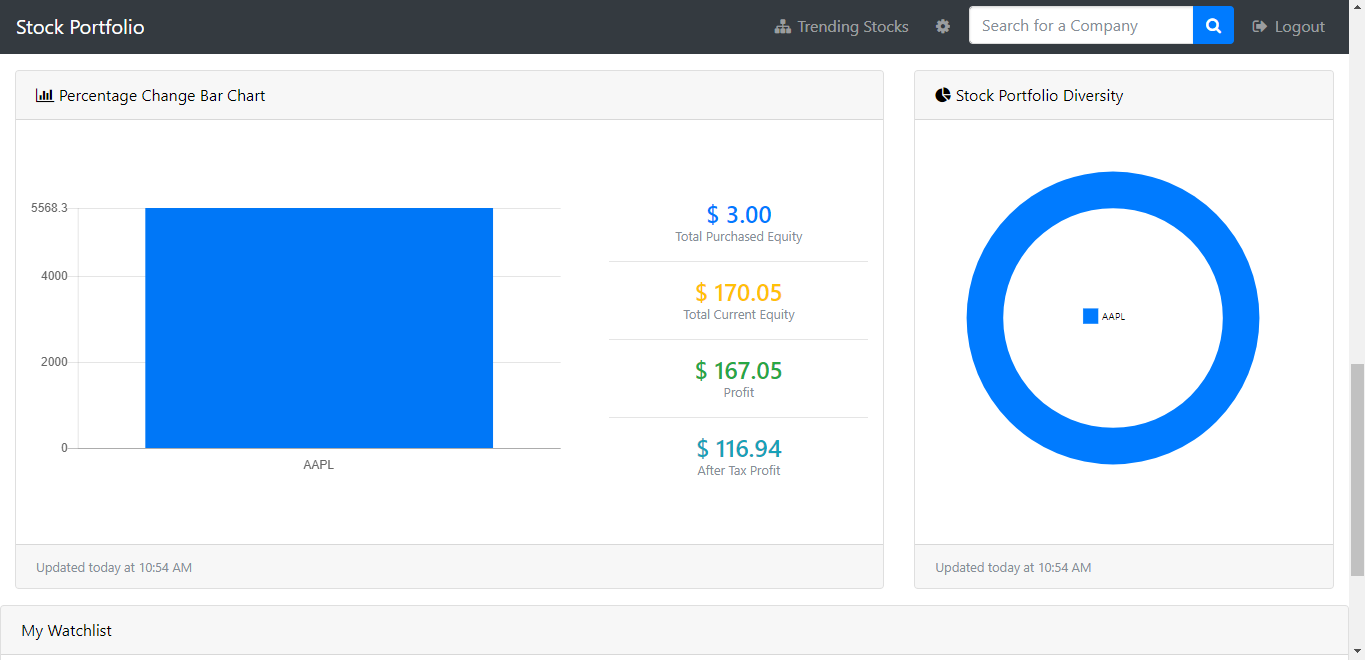 Stock Portfolio
Trending Stocks
Search for a Company
Logout
Percentage Change Bar Chart
5568.3
4000
2000
0
AAPL
$ 3.00
Total Purchased Equity
$ 170.05
Total Current Equity
$ 167.05
Profit
$ 116.94
After Tax Profit
Updated today at 10:54 AM
Stock Portfolio Diversity
AAPL
Updated today at 10:54 AM
My Watchlist